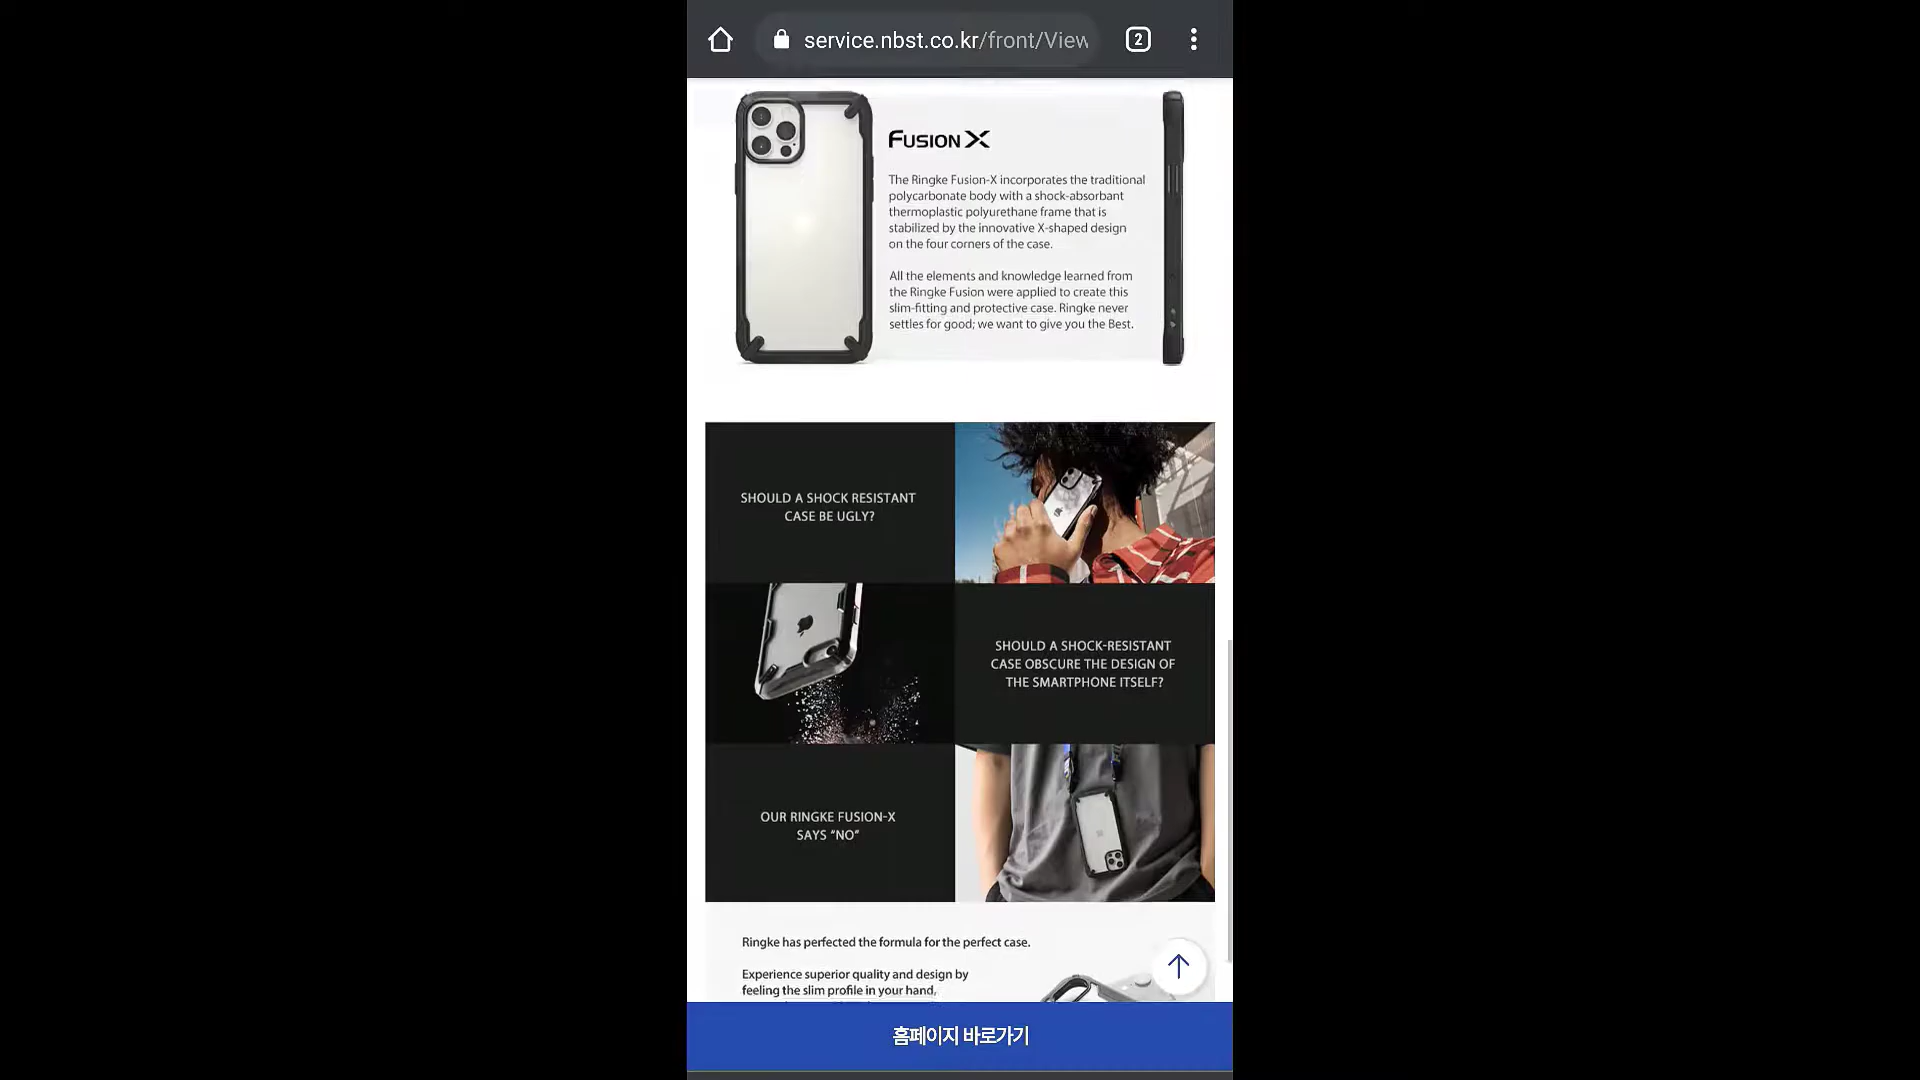 service.nbst.co.kr/front/View
2
FUSION X
The Ringke Fusion-X incorporates the traditional
polycarbonate body with a shock-absorbant
thermoplastic polyurethane frame that is
stabilized by the innovative X-shaped design
on the four corners of the case.
All the elements and knowledge learned from
the Ringke Fusion were applied to create this
slim-fitting and protective case. Ringke never
settles for good; we want to give you the Best.
SHOULD A SHOCK RESISTANT
CASE BE UGLY?
SHOULD A SHOCK-RESISTANT
CASE OBSCURE THE DESIGN OF
THE SMARTPHONE ITSELF?
OUR RINGKE FUSION-X
SAYS “NO”
Ringke has perfected the formula for the perfect case.
Experience superior quality and design by
feeling the slim profile in your hand,
홈페이지 바로가기